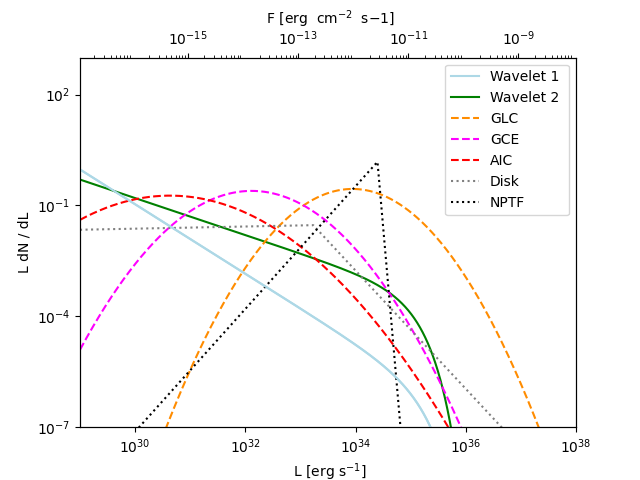 F [erg cm⁻² s−1]
10⁻¹⁵ 10⁻¹³ 10⁻¹¹ 10⁻⁹
Wavelet 1
Wavelet 2
GLC
GCE
AIC
Disk
NPTF
L dN / dL
10²
10⁻¹
10⁻⁴
10⁻⁷
10³⁰ 10³² 10³⁴ 10³⁶ 10³⁸
L [erg s⁻¹]